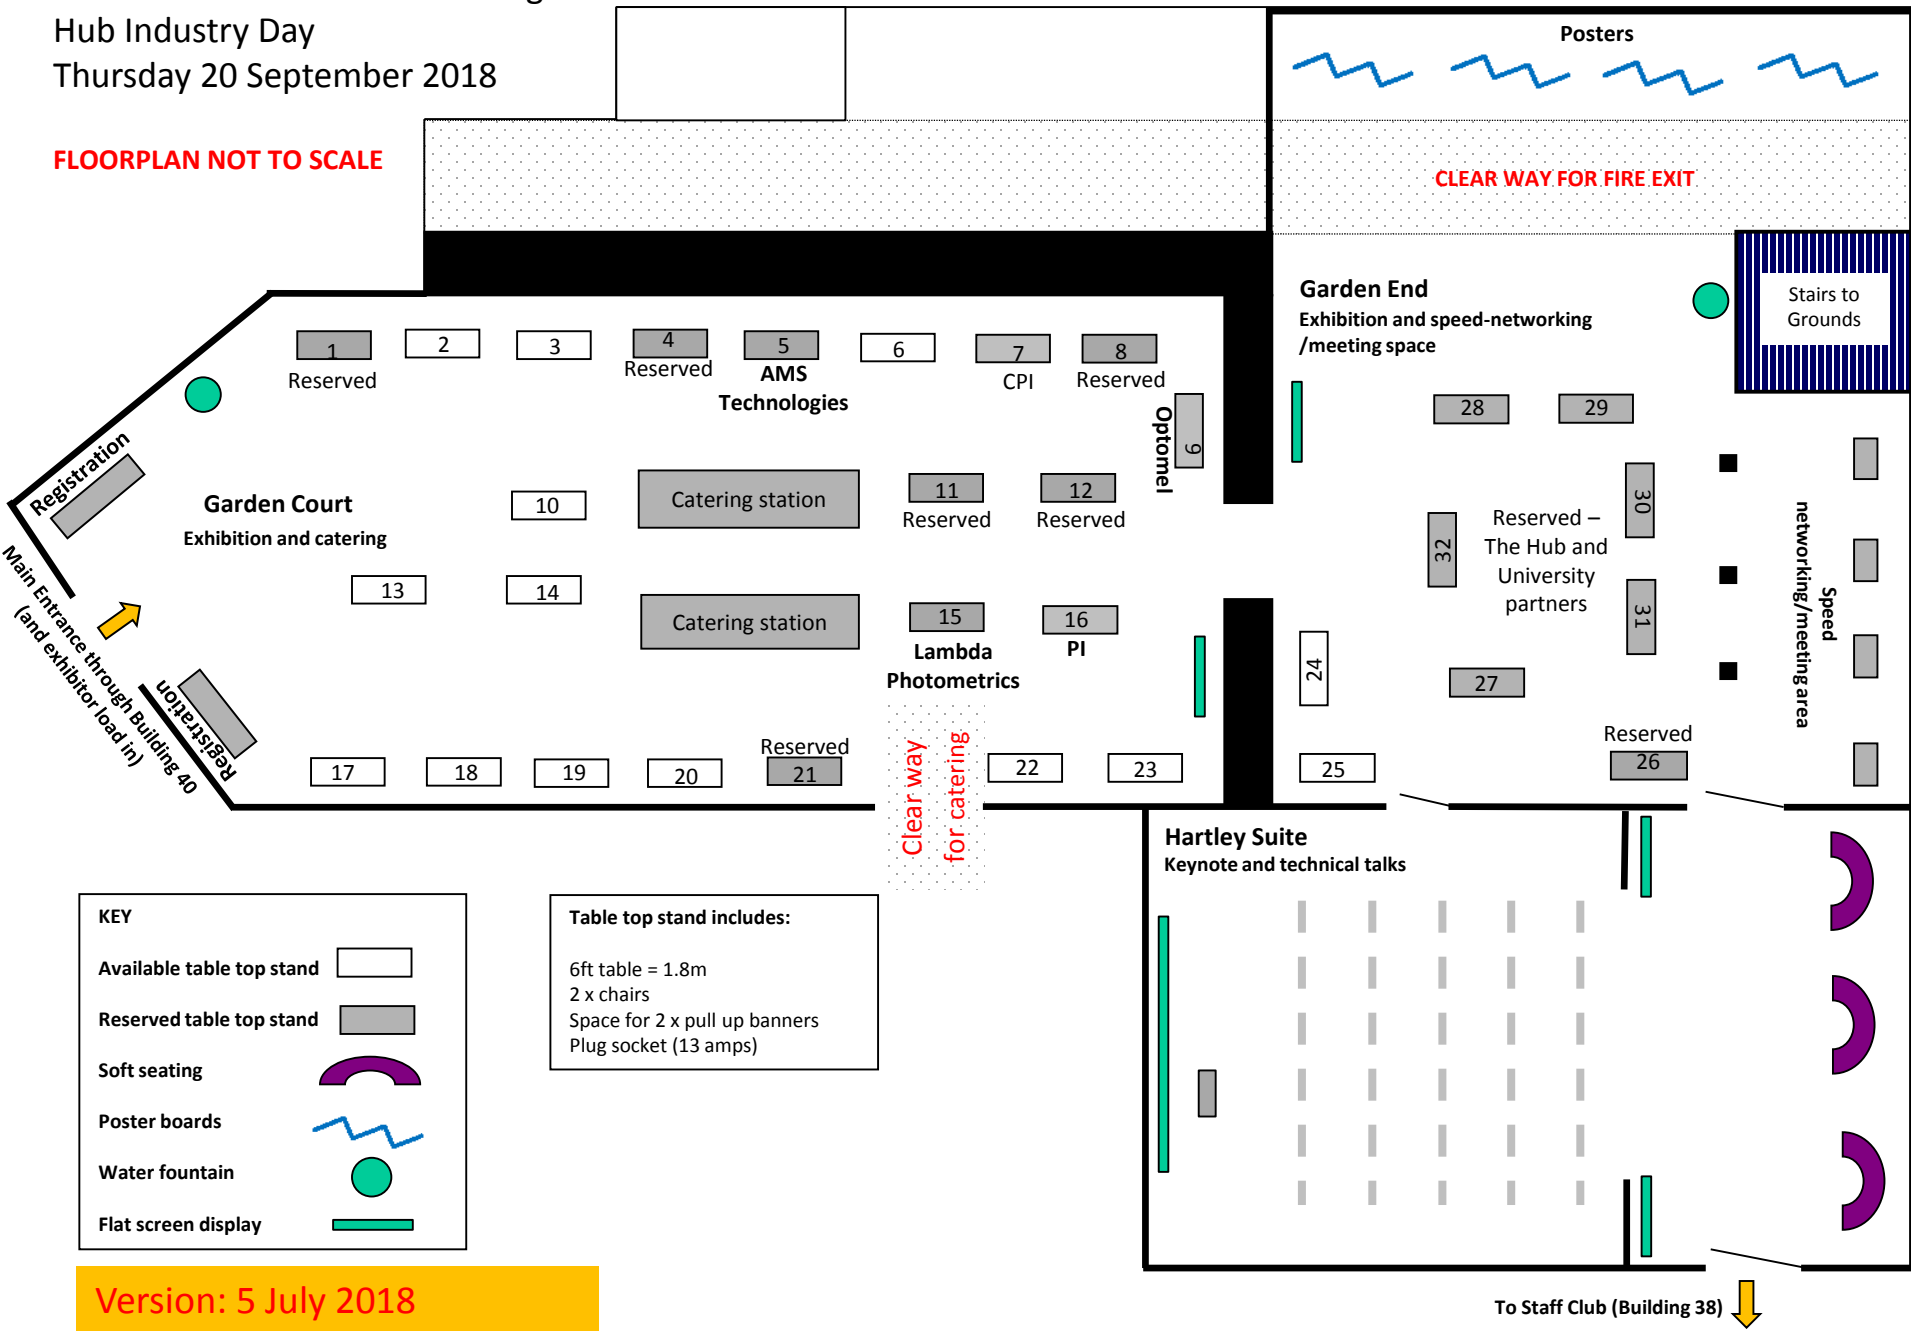 Hub Industry Day
Thursday 20 September 2018
FLOORPLAN NOT TO SCALE
Posters
CLEAR WAY FOR FIRE EXIT
Stairs to
Grounds
Garden End
Exhibition and speed-networking
/meeting space
1
Reserved
2
3
4
Reserved
5
AMS
Technologies
6
7
CPI
8
Reserved
9
Optomel
Registration
Garden Court
Exhibition and catering
10
Catering station
11
Reserved
12
Reserved
13
14
Catering station
15
Lambda
Photometrics
16
PI
Main Entrance through Building 40
(and exhibitor load in)
Registration
17
18
19
20
Reserved
21
Clear way
for catering
22
23
24
25
Reserved
26
27
28
29
30
31
32
Reserved –
The Hub and
University
partners
Speed
networking/meeting area
Hartley Suite
Keynote and technical talks
KEY
Available table top stand
Reserved table top stand
Soft seating
Poster boards
Water fountain
Flat screen display
Table top stand includes:
6ft table = 1.8m
2 x chairs
Space for 2 x pull up banners
Plug socket (13 amps)
Version: 5 July 2018
To Staff Club (Building 38)